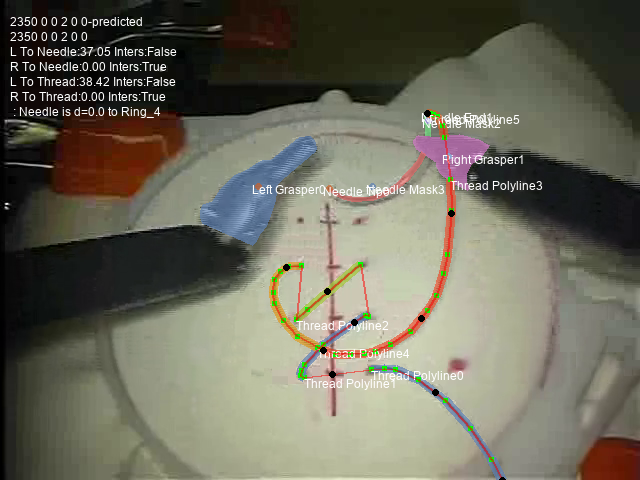 2350 0 0 2 0 0-predicted
2350 0 0 2 0 0
L To Needle:37.05 Inters:False
R To Needle:0.00 Inters:True
L To Thread:38.42 Inters:False
R To Thread:0.00 Inters:True
: Needle is d=0.0 to Ring_4
Needle Mask2
Right Grasper1
Thread Polyline3
Left Grasper0
Needle Mask3
Thread Polyline2
Thread Polyline4
Thread Polyline0
Thread Polyline1